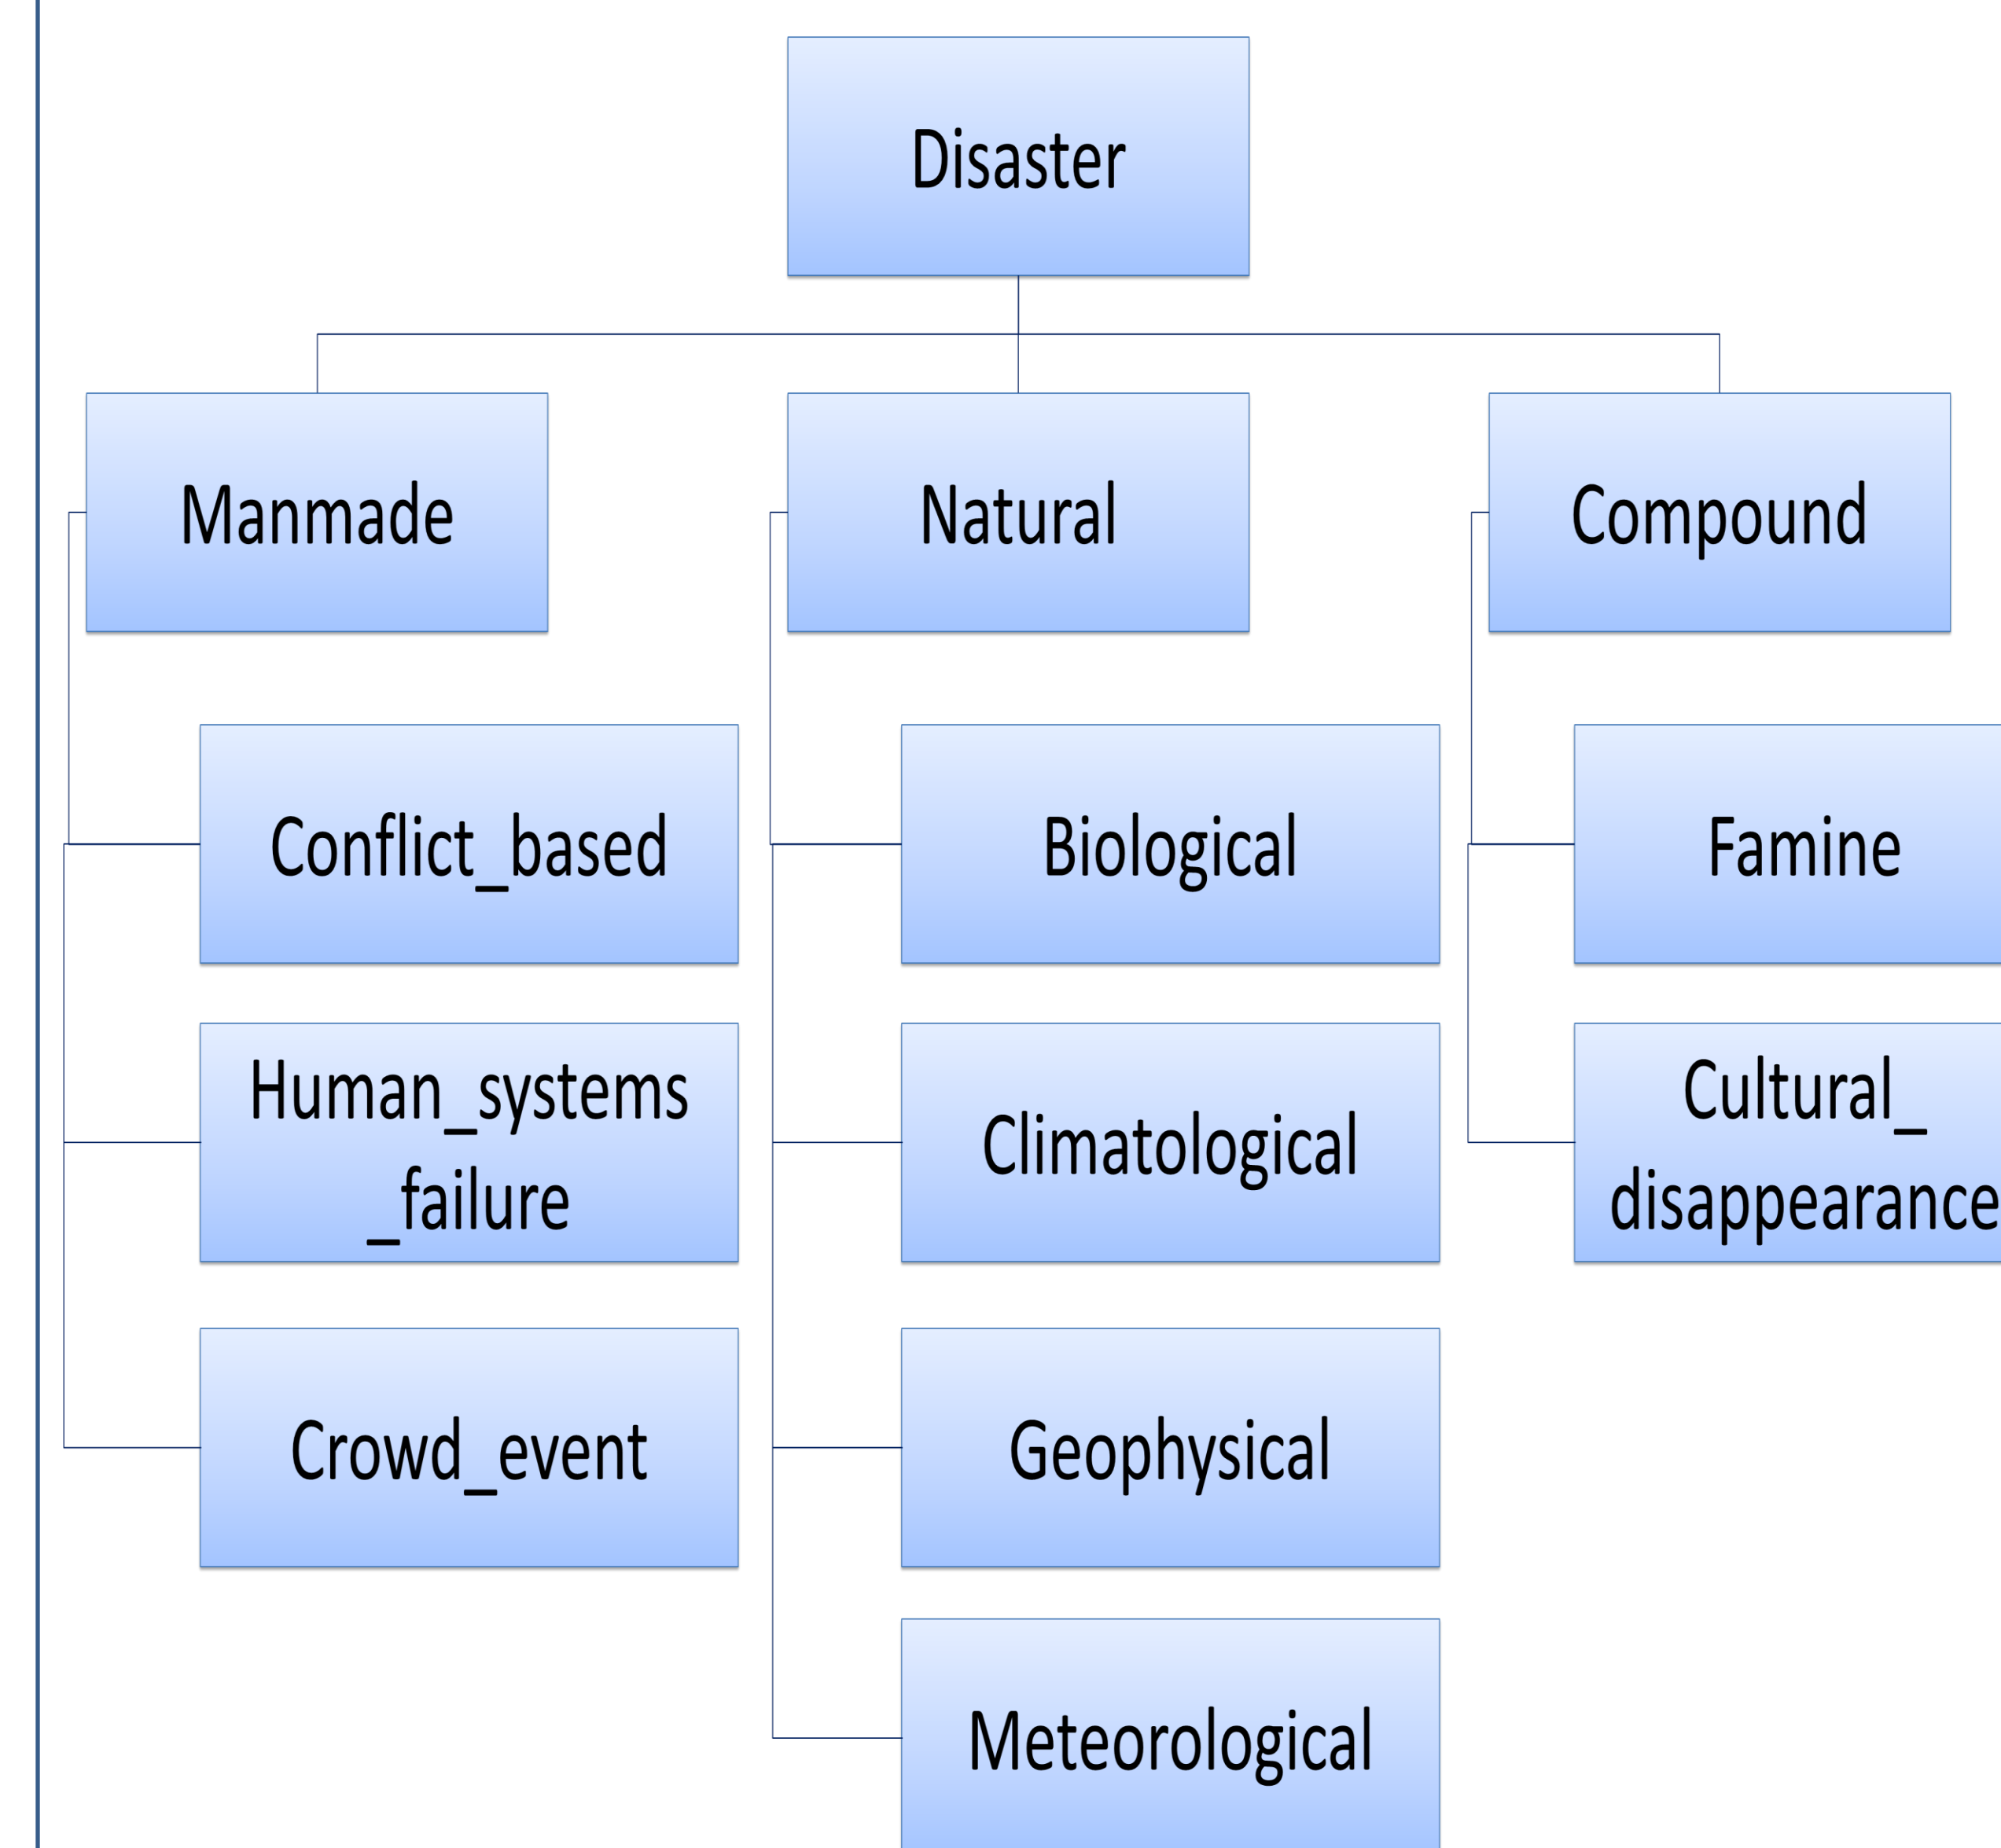 Disaster
Manmade
Natural
Compound
Conflict_based
Biological
Famine
Human_systems
_failure
Climatological
Cultural_
disappearance
Crowd_event
Geophysical
Meteorological